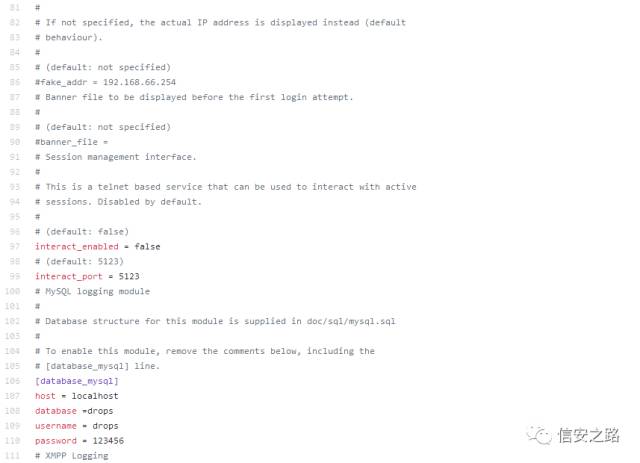 81 #
82 # If not specified, the actual IP address is displayed instead (default
83 # behaviour).
84 #
85 # (default: not specified)
86 #fake_addr = 192.168.66.254
87 # Banner file to be displayed before the first login attempt.
88 #
89 # (default: not specified)
90 #banner_file =
91 # Session management interface.
92 #
93 # This is a telnet based service that can be used to interact with active
94 # sessions. Disabled by default.
95 #
96 # (default: false)
97 interact_enabled = false
98 # (default: 5123)
99 interact_port = 5123
100 # MySQL logging module
101 #
102 # Database structure for this module is supplied in doc/sql/mysql.sql
103 #
104 # To enable this module, remove the comments below, including the
105 # [database_mysql] line.
106 [database_mysql]
107 host = localhost
108 database =drops
109 username = drops
110 password = 123456
111 # XMPP Logging
信安之路